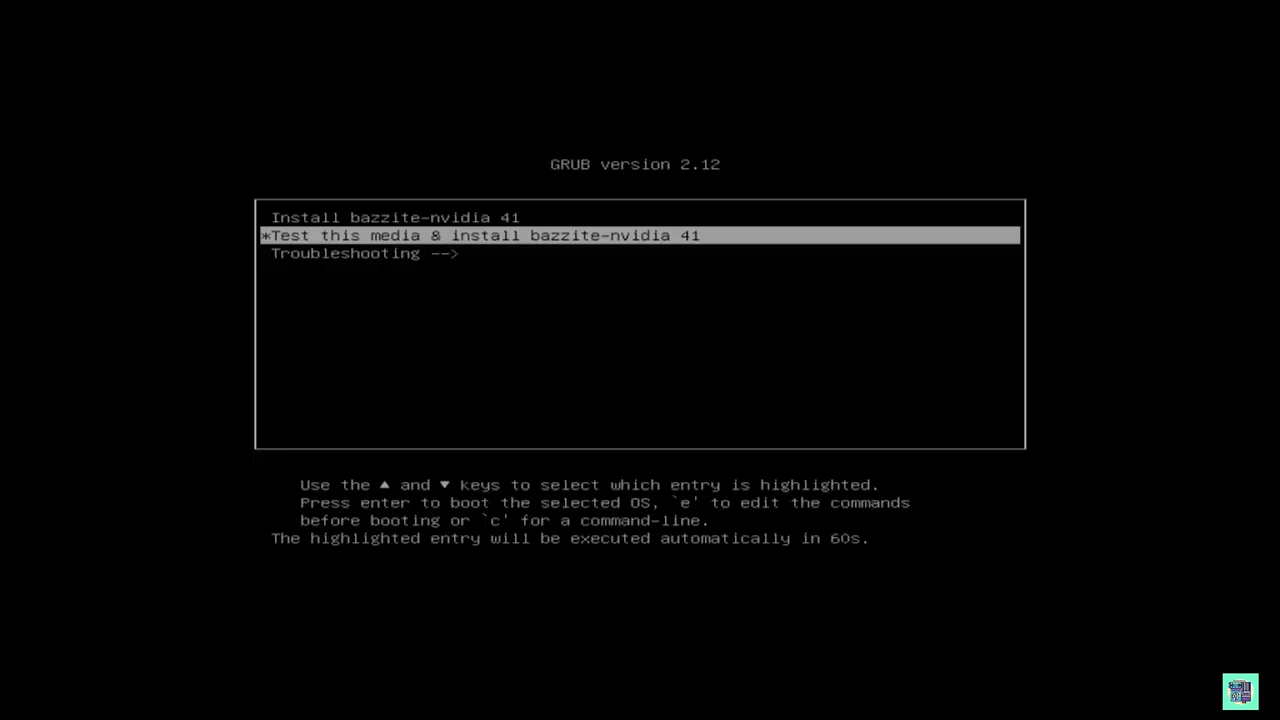 GRUB version 2.12
Install bazzite-nvidia 41
*Test this media & install bazzite-nvidia 41
Troubleshooting -->
Use the ▲ and ▼ keys to select which entry is highlighted.
Press enter to boot the selected OS, `e' to edit the commands
before booting or `c' for a command-line.
The highlighted entry will be executed automatically in 60s.